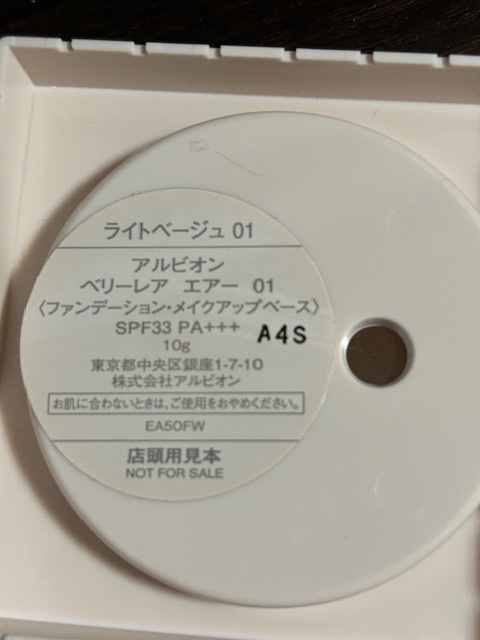 ライトベージュ 01
アルビオン
ベリーレア エアー 01
〈ファンデーション・メイクアップベース〉
SPF33 PA+++
A4S
10g
東京都中央区銀座1-7-10
株式会社アルビオン
お肌に合わないときは、ご使用をおやめください。
EA50FW
店頭用見本
NOT FOR SALE